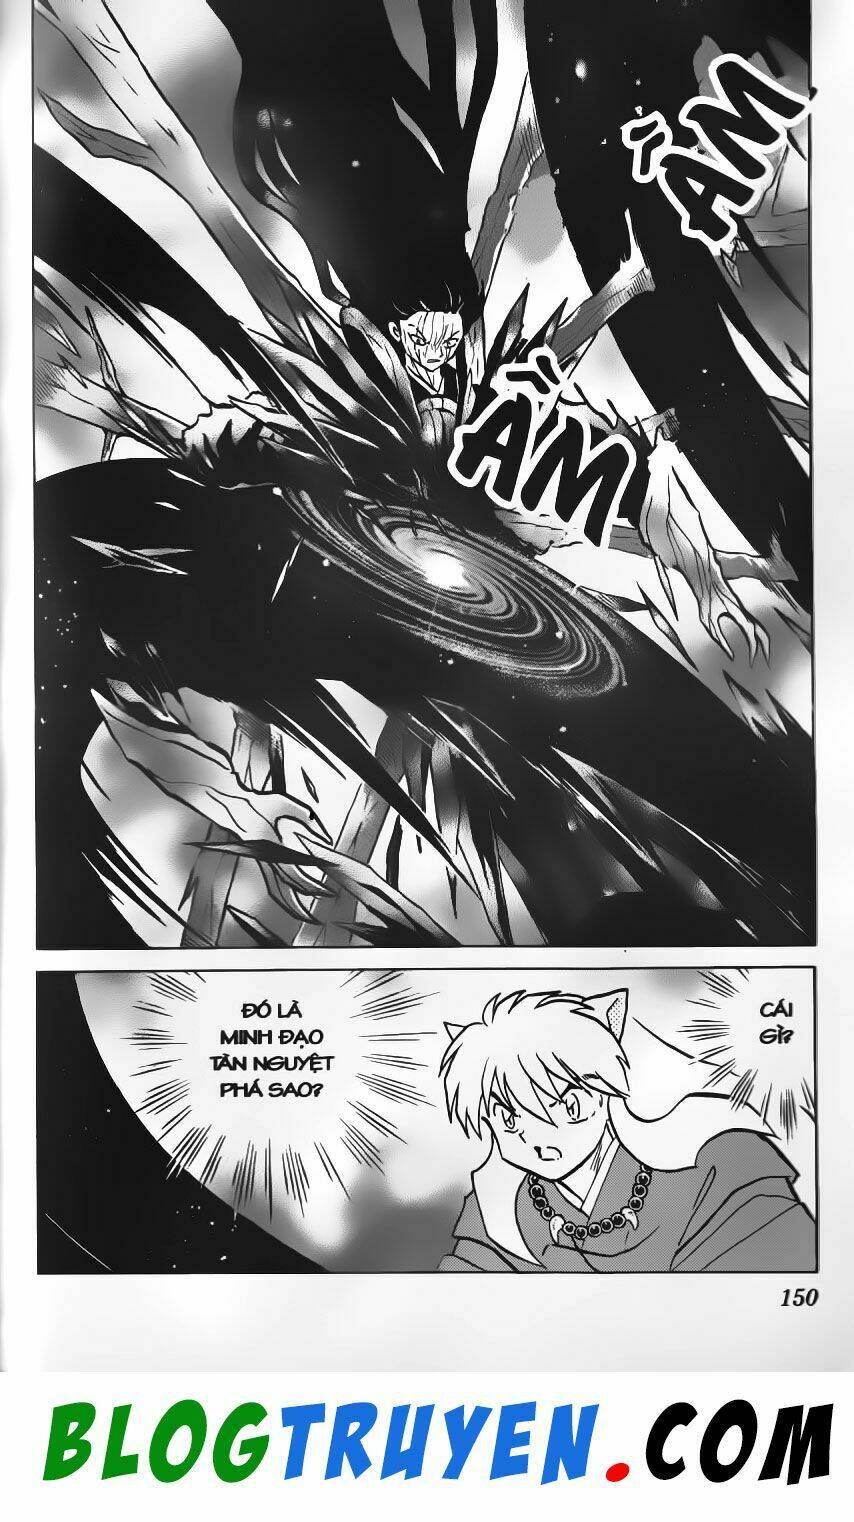 ẦM
ẦM
CÁI
GÌ?
ĐÓ LÀ
MINH ĐẠO
TÀN NGUYỆT
PHÁ SAO?
150
BLOGTRUYEN.COM